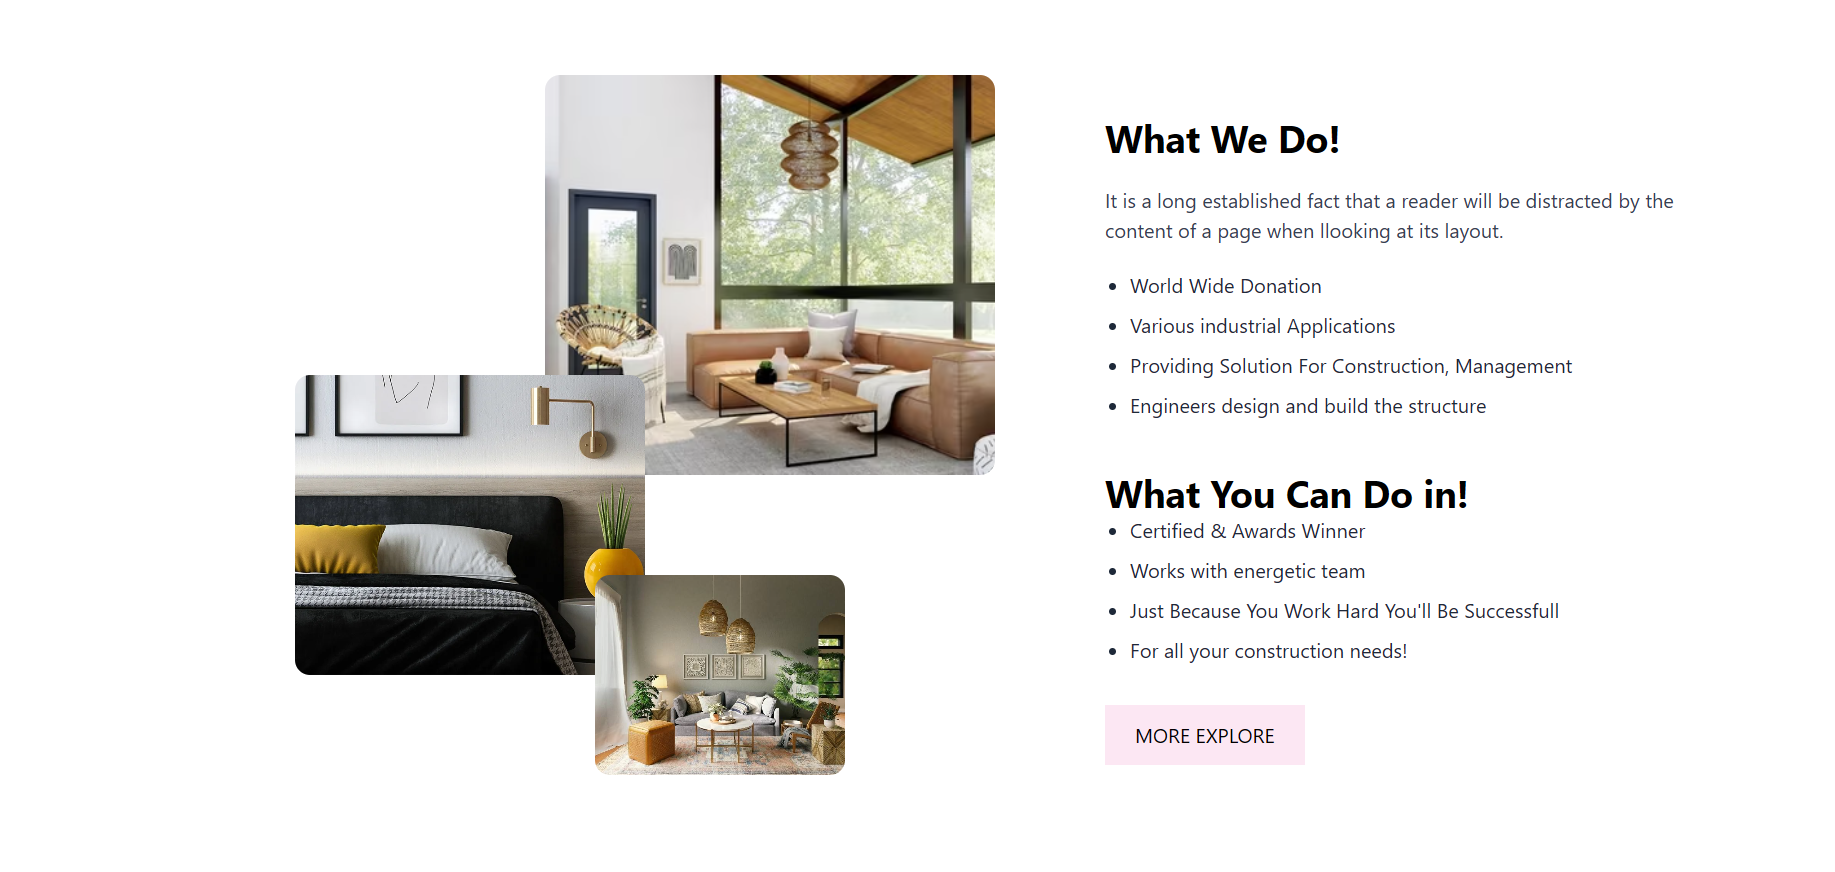 What We Do!
It is a long established fact that a reader will be distracted by the
content of a page when llooking at its layout.
World Wide Donation
Various industrial Applications
Providing Solution For Construction, Management
Engineers design and build the structure
What You Can Do in!
Certified & Awards Winner
Works with energetic team
Just Because You Work Hard You'll Be Successfull
For all your construction needs!
MORE EXPLORE